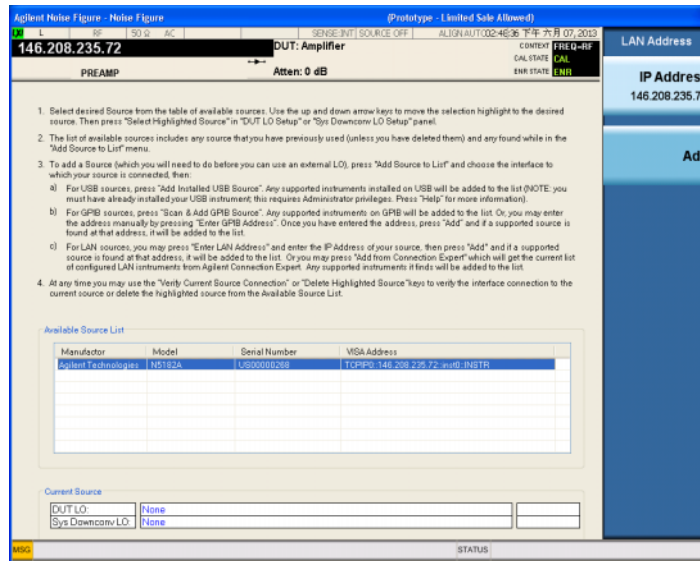 Agilent Noise Figure - Noise Figure (Prototype - Limited Sale Allowed)
L RF 50 Ω AC SENSE:INT SOURCE OFF ALIGN AUTO 02:46:36 下午 六月 07, 2013
146.208.235.72 DUT: Amplifier CONTEXT FREQ=RF
CAL STATE CAL
PREAMP Atten: 0 dB ENR STATE ENR
LAN Address
IP Addres
146.208.235.7
Ad
1. Select desired Source from the table of available sources. Use the up and down arrow keys to move the selection highlight to the desired
source. Then press "Select Highlighted Source" in "DUT LO Setup" or "Sys Downconv LO Setup" panel.
2. The list of available sources includes any source that you have previously used (unless you have deleted them) and any found while in the
"Add Source to List" menu.
3. To add a Source (which you will need to do before you can use an external LO), press "Add Source to List" and choose the interface to
which your source is connected, then:
a) For USB sources, press "Add Installed USB Source". Any supported instruments installed on USB will be added to the list (NOTE: you
must have already installed your USB instrument; this requires Administrator privileges. Press "Help" for more information).
b) For GPIB sources, press "Scan & Add GPIB Source". Any supported instruments on GPIB will be added to the list. Or, you may enter
the address manually by pressing "Enter GPIB Address". Once you have entered the address, press "Add" and if a supported source is
found at that address, it will be added to the list.
c) For LAN sources, you may press "Enter LAN Address" and enter the IP Address of your source, then press "Add" and if a supported
source is found at that address, it will be added to the list. Or you may press "Add from Connection Expert" which will get the current list
of configured LAN isntruments from Agilent Connection Expert. Any supported instruments it finds will be added to the list.
4. At any time you may use the "Verify Current Source Connection" or "Delete Highlighted Source" keys to verify the interface connection to the
current source or delete the highlighted source from the Available Source List.
Available Source List
Manufactor Model Serial Number VISA Address
Agilent Technologies N5182A US00000268 TCPIP0::146.208.235.72::inst0::INSTR
Current Source
DUT LO: None
Sys Downconv LO: None
MSG STATUS